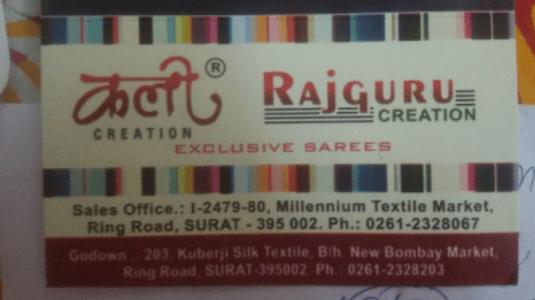 कली ® RAJGURU
CREATION CREATION
EXCLUSIVE SAREES
Sales Office.: I-2479-80, Millennium Textile Market,
Ring Road, SURAT - 395 002. Ph.: 0261-2328067
Godown .: 203, Kuberji Silk Textile, B/h. New Bombay Market,
Ring Road, SURAT-395002. Ph.: 0261-2328203